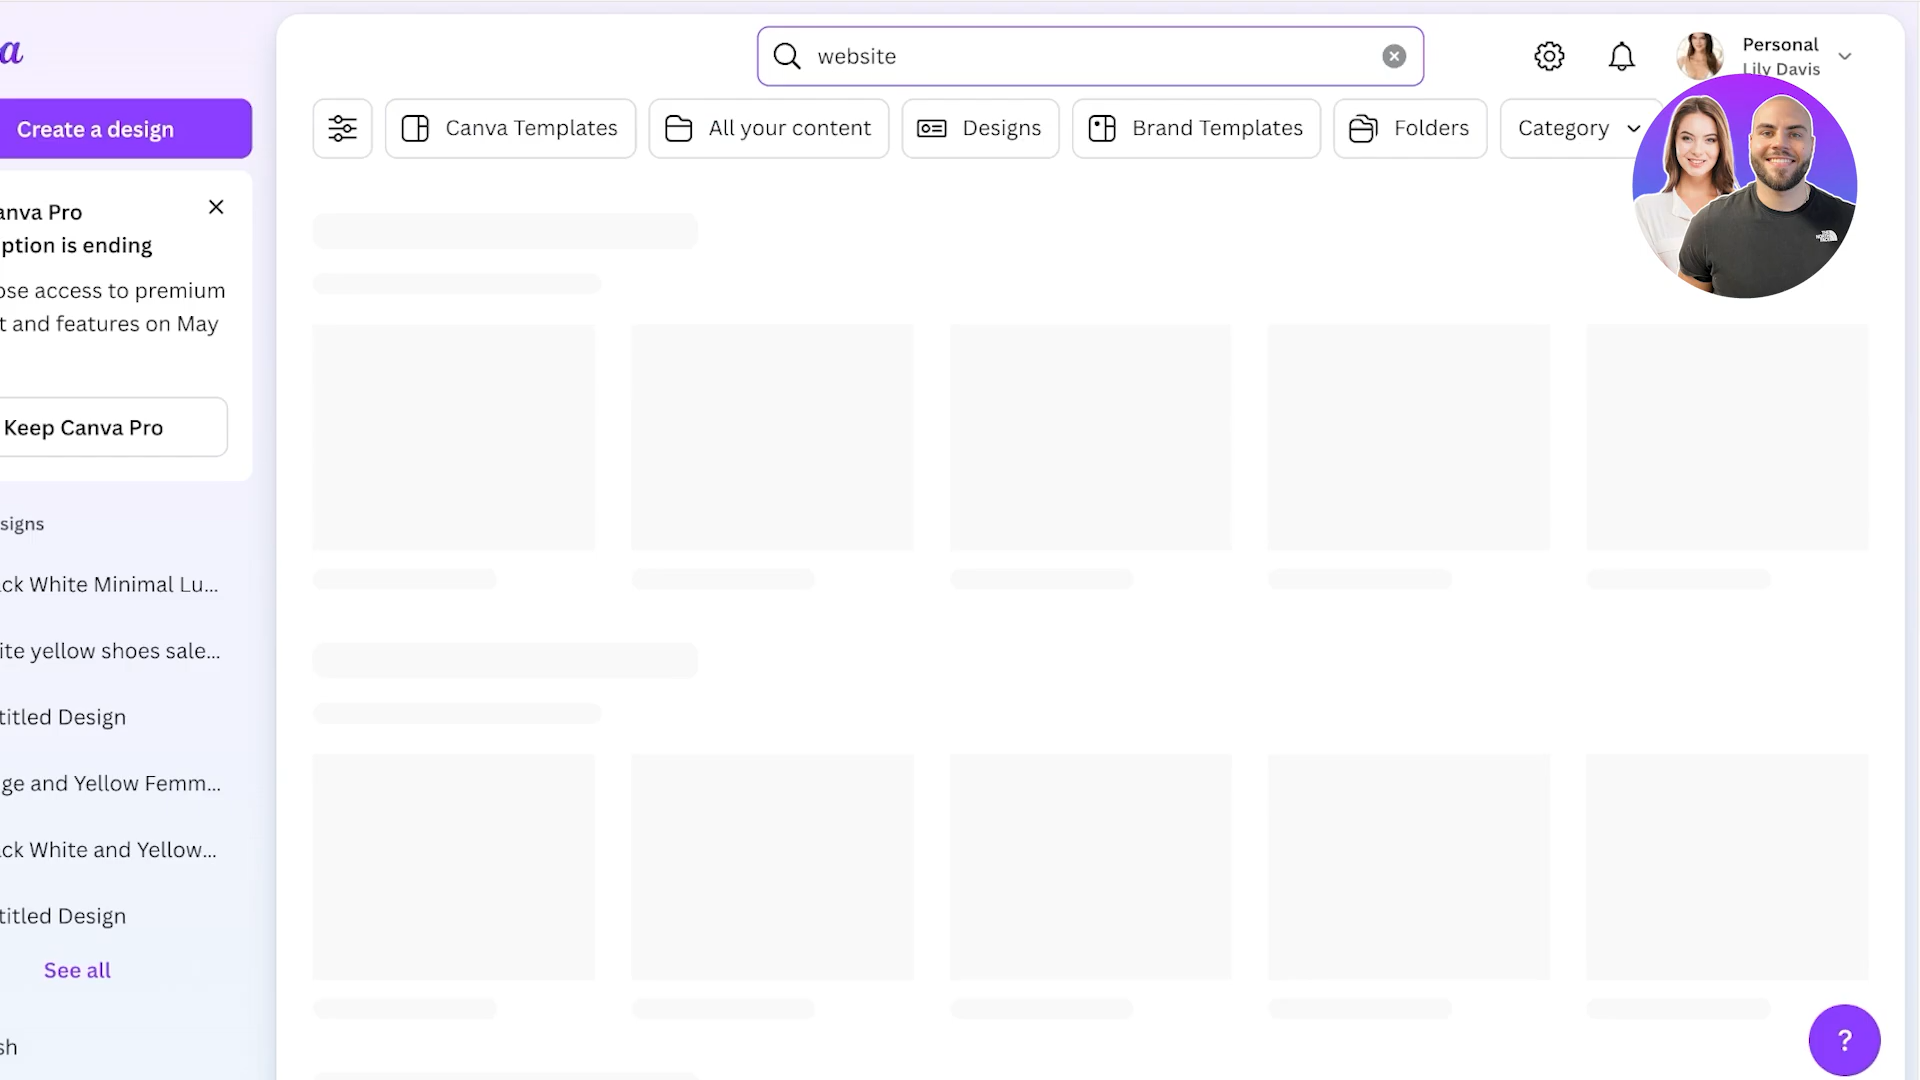 a
website
Personal
Lily Davis
Create a design
Canva Templates
All your content
Designs
Brand Templates
Folders
Category
anva Pro
ption is ending
ose access to premium
t and features on May
Keep Canva Pro
signs
ck White Minimal Lu...
ite yellow shoes sale...
titled Design
ge and Yellow Femm...
ck White and Yellow...
titled Design
See all
sh
?